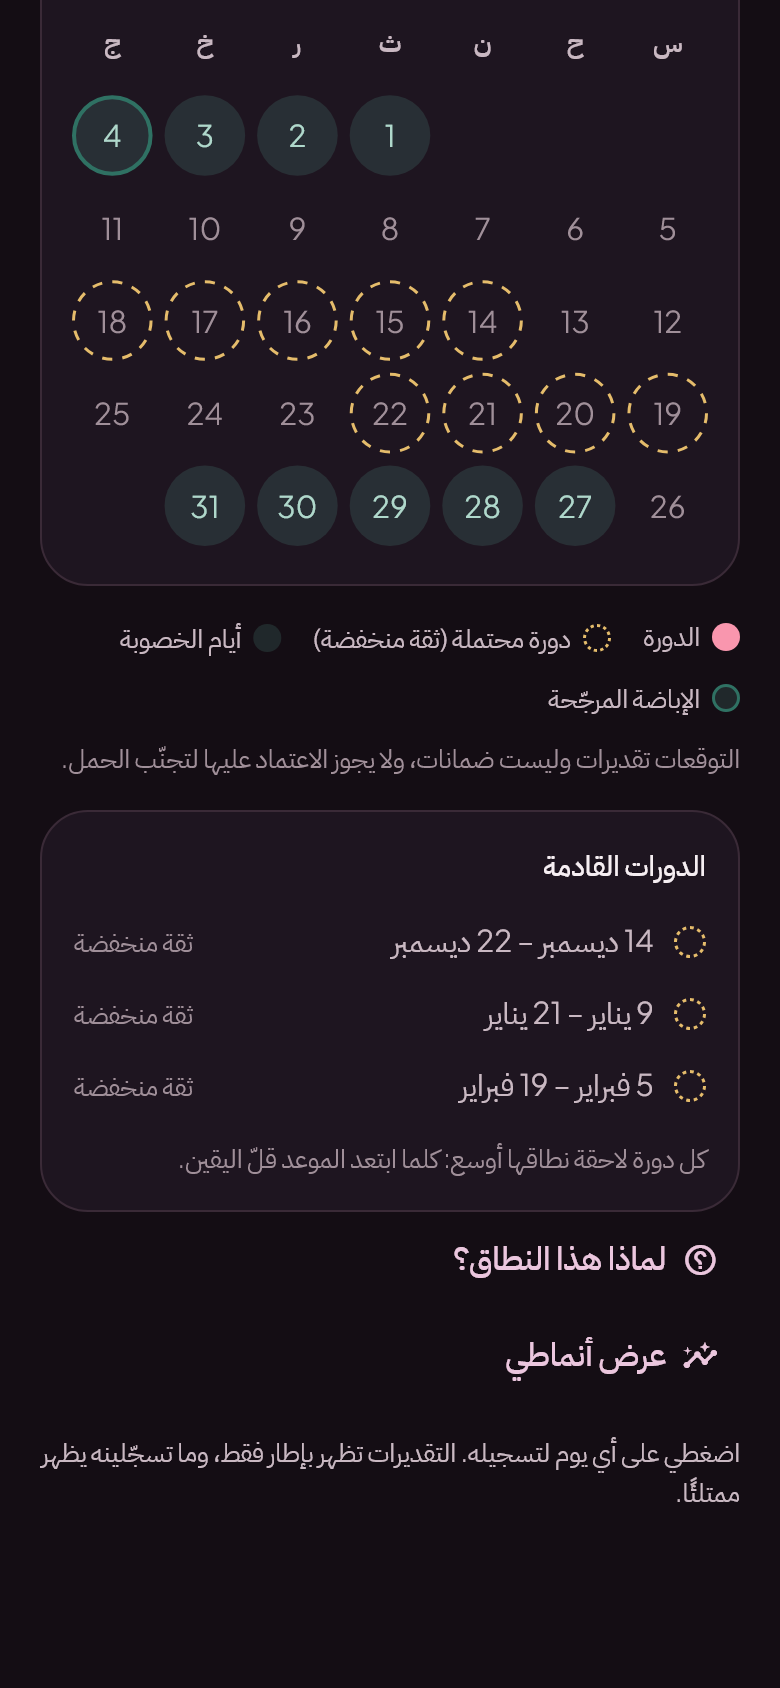 س ح ن ث ر خ ج
1 2 3 4
5 6 7 8 9 10 11
12 13 14 15 16 17 18
19 20 21 22 23 24 25
26 27 28 29 30 31
الدورة دورة محتملة (ثقة منخفضة) أيام الخصوبة
الإباضة المرجّحة
التوقعات تقديرات وليست ضمانات، ولا يجوز الاعتماد عليها لتجنّب الحمل.
الدورات القادمة
14 ديسمبر – 22 ديسمبر ثقة منخفضة
9 يناير – 21 يناير ثقة منخفضة
5 فبراير – 19 فبراير ثقة منخفضة
كل دورة لاحقة نطاقها أوسع: كلما ابتعد الموعد قلّ اليقين.
لماذا هذا النطاق؟
عرض أنماطي
اضغطي على أي يوم لتسجيله. التقديرات تظهر بإطار فقط، وما تسجّلينه يظهر
ممتلئًا.